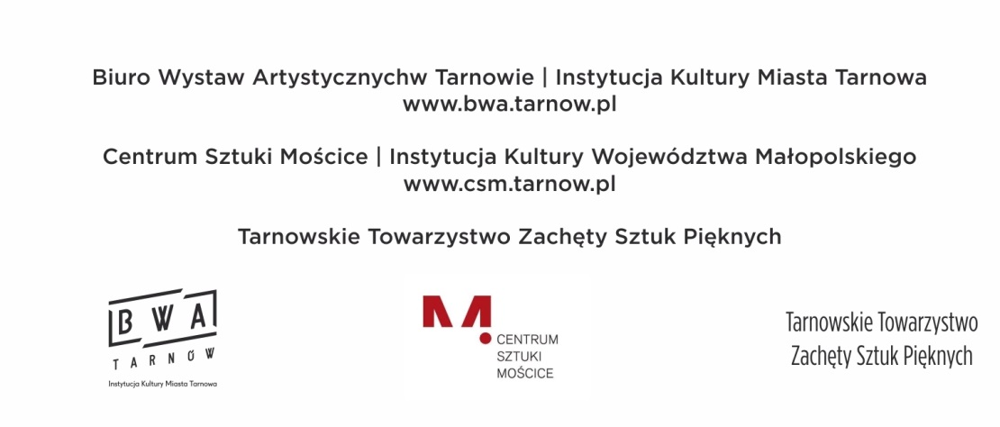 Biuro Wystaw Artystycznychw Tarnowie | Instytucja Kultury Miasta Tarnowa
www.bwa.tarnow.pl
Centrum Sztuki Mościce | Instytucja Kultury Województwa Małopolskiego
www.csm.tarnow.pl
Tarnowskie Towarzystwo Zachęty Sztuk Pięknych
BWA
TARNÓW
Instytucja Kultury Miasta Tarnowa
M.
CENTRUM
SZTUKI
MOŚCICE
Tarnowskie Towarzystwo
Zachęty Sztuk Pięknych